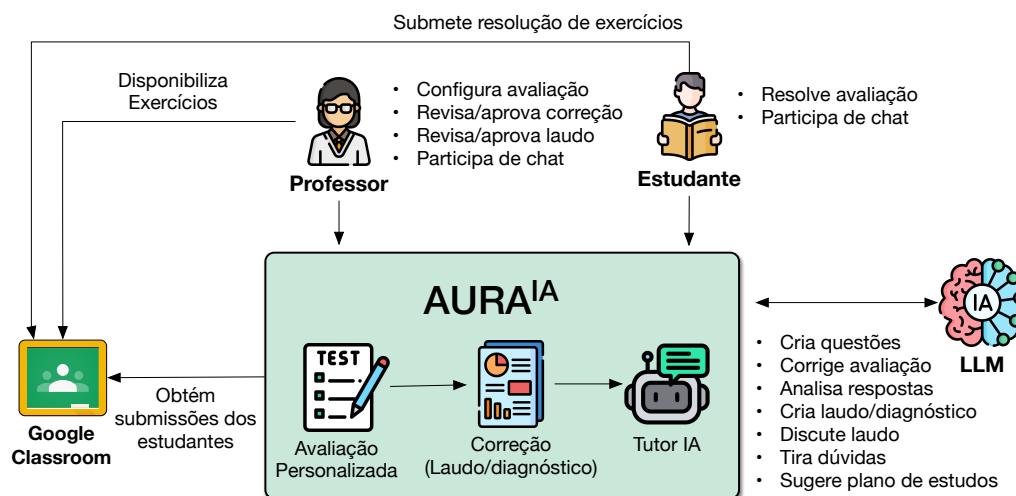 Submete resolução de exercícios
Disponibiliza
Exercícios
• Configura avaliação
• Revisa/aprova correção
• Revisa/aprova laudo
• Participa de chat
Professor
• Resolve avaliação
• Participa de chat
Estudante
AURA^IA
TEST
Avaliação
Personalizada
Correção
(Laudo/diagnóstico)
Tutor IA
Obtém
submissões dos
estudantes
Google
Classroom
IA
LLM
• Cria questões
• Corrige avaliação
• Analisa respostas
• Cria laudo/diagnóstico
• Discute laudo
• Tira dúvidas
• Sugere plano de estudos